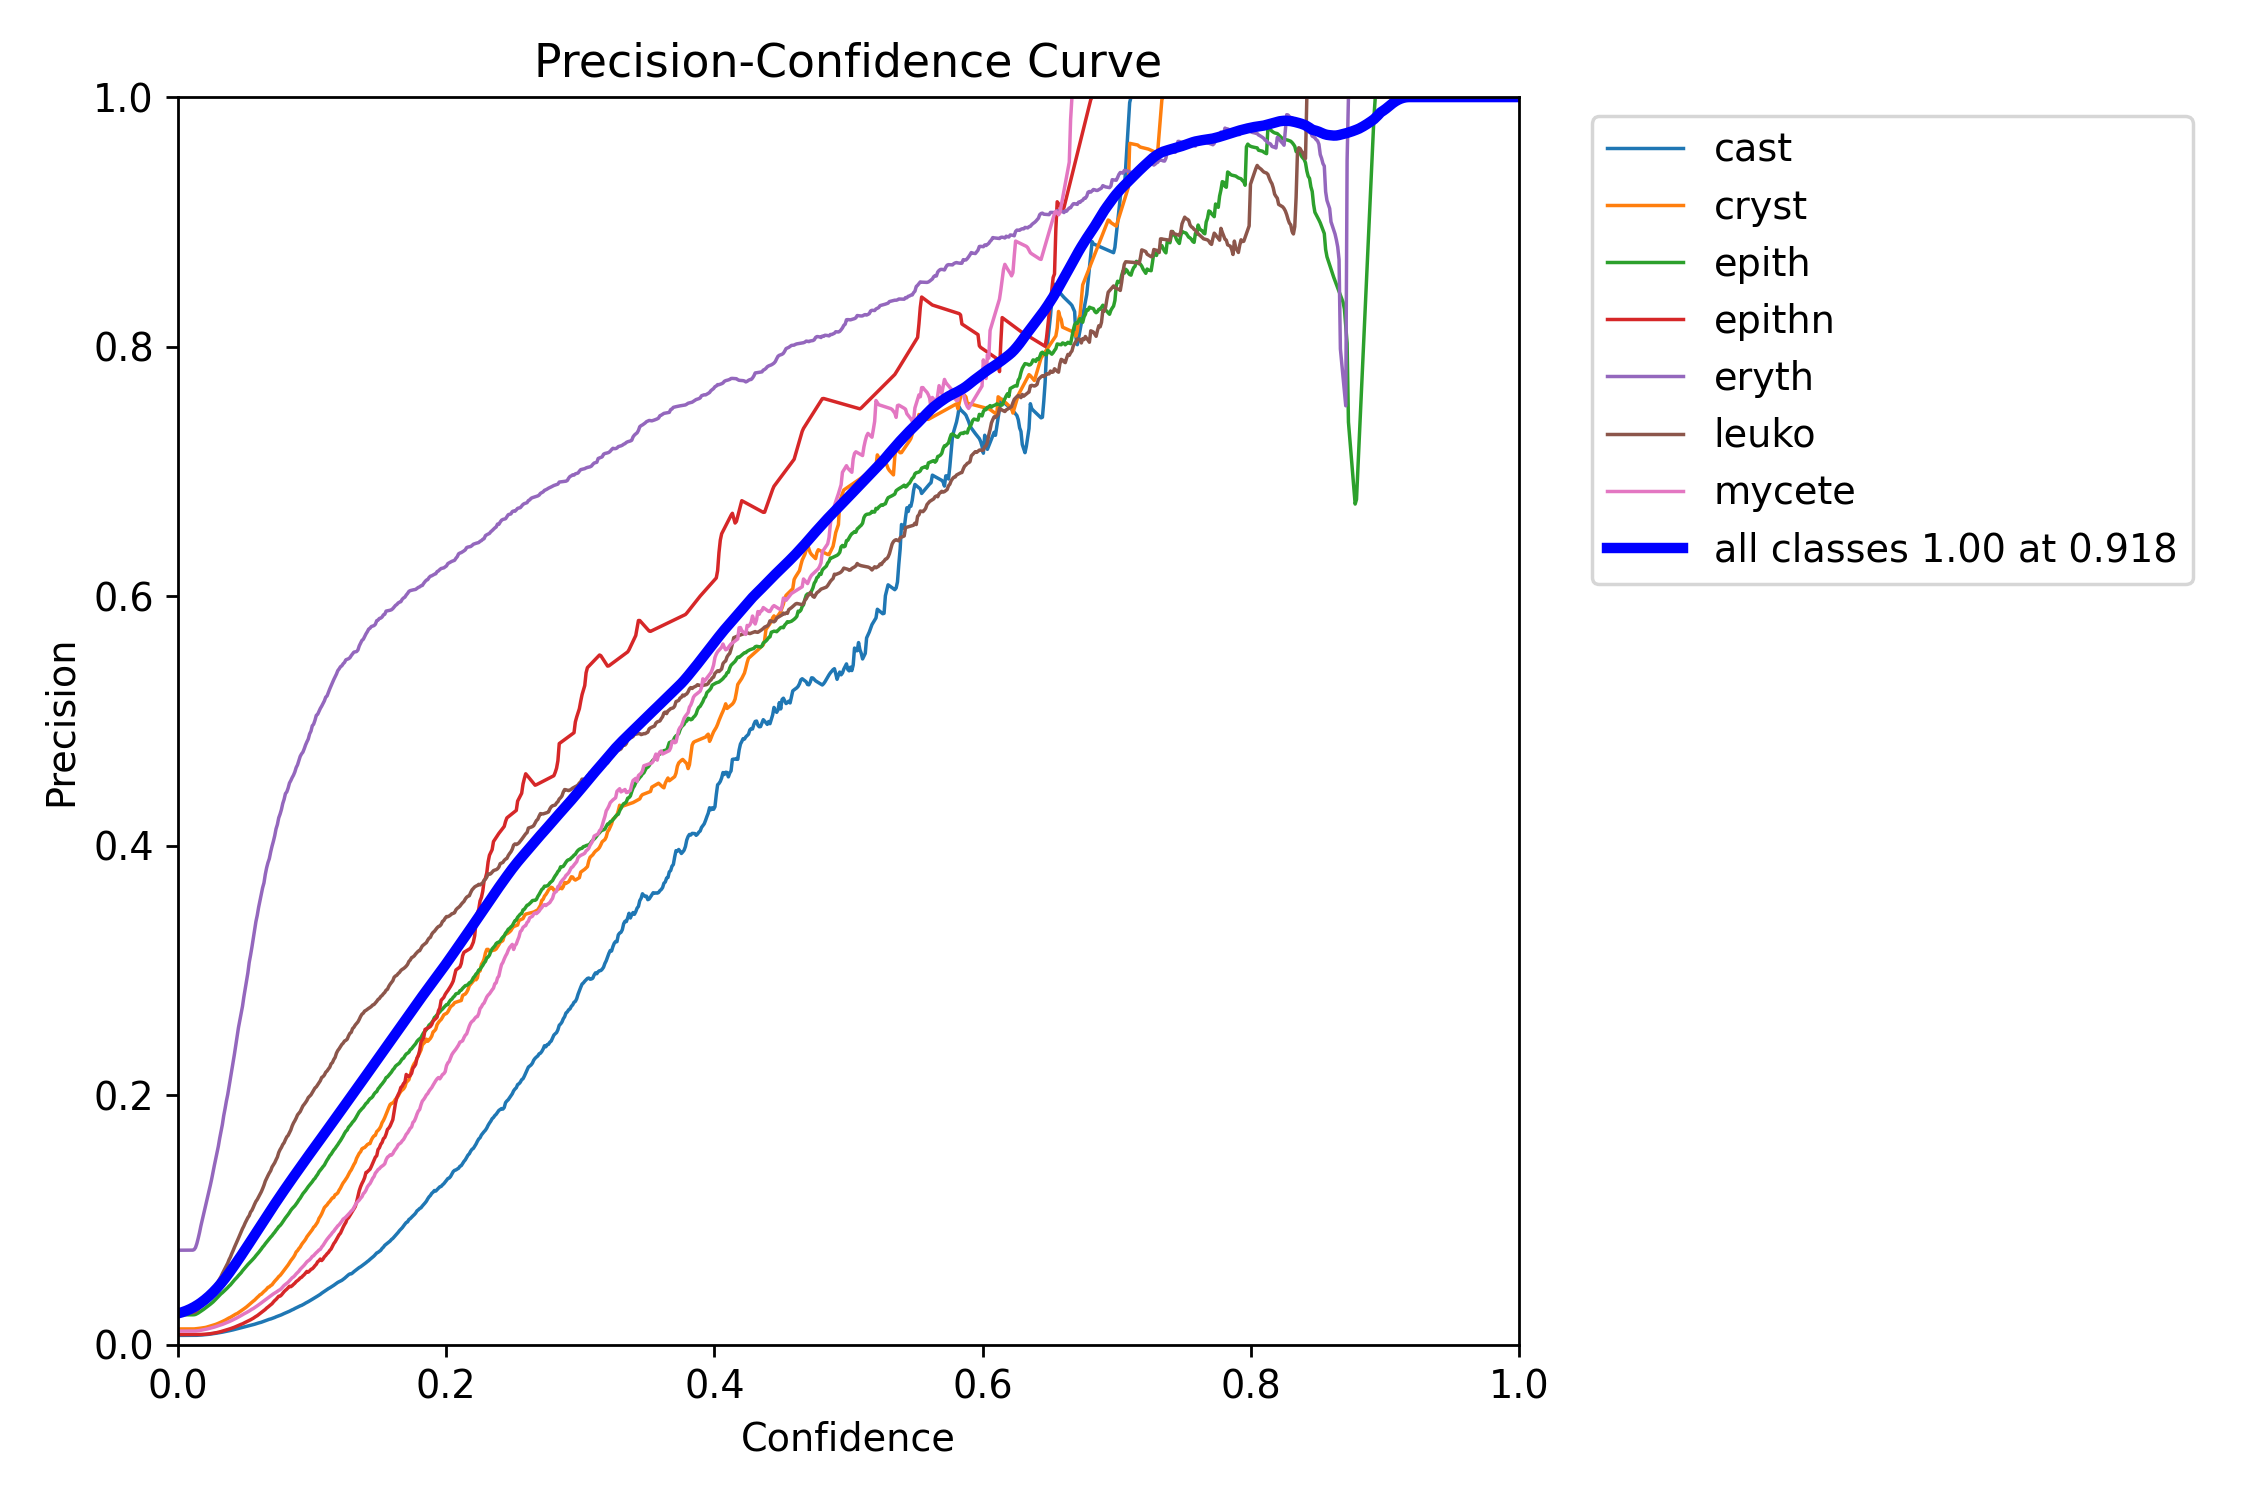 Precision-Confidence Curve
1.0
0.8
0.6
0.4
0.2
0.0
Precision
0.0 0.2 0.4 0.6 0.8 1.0
Confidence
cast
cryst
epith
epithn
eryth
leuko
mycete
all classes 1.00 at 0.918